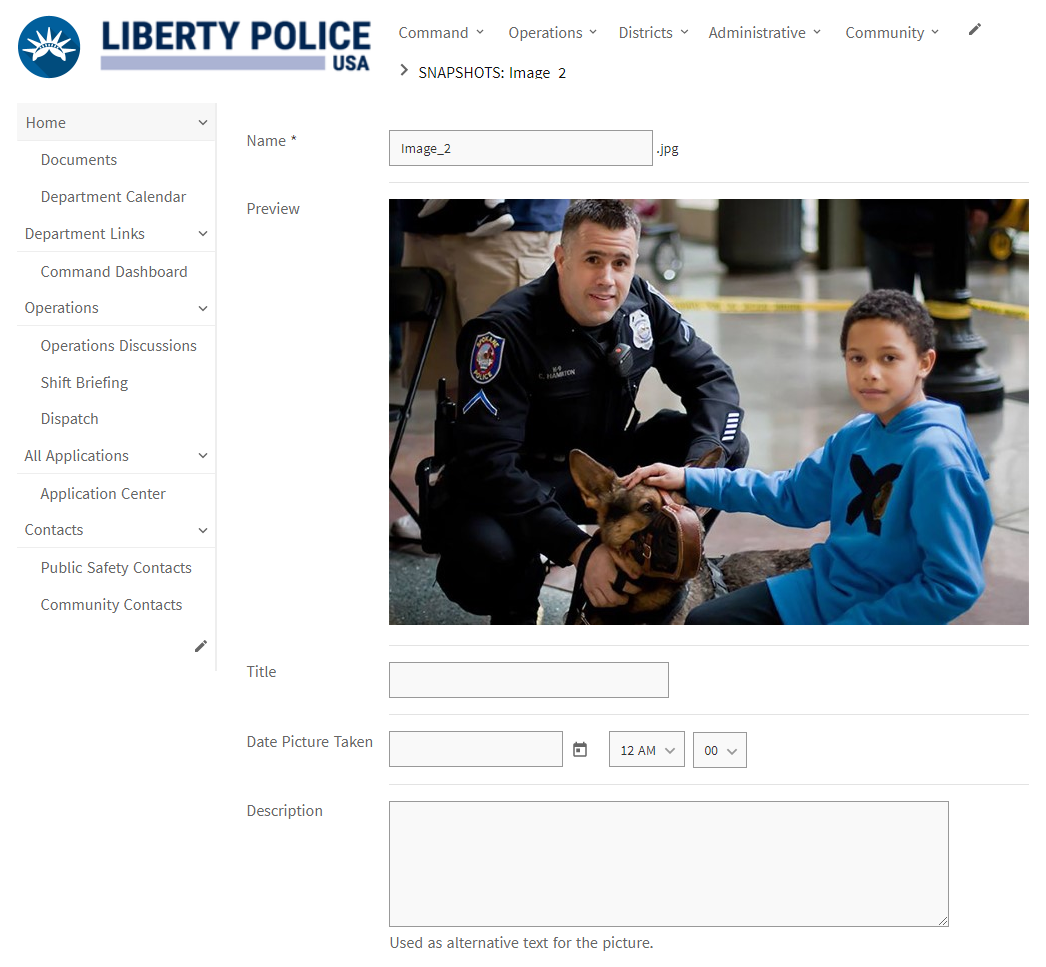 LIBERTY POLICE
USA
Command
Operations
Districts
Administrative
Community
SNAPSHOTS: Image_2
Home
Documents
Department Calendar
Department Links
Command Dashboard
Operations
Operations Discussions
Shift Briefing
Dispatch
All Applications
Application Center
Contacts
Public Safety Contacts
Community Contacts
Name *
Image_2 .jpg
Preview
SPOKANE
POLICE
K-9
C. HAMILTON
Title
Date Picture Taken
12 AM
00
Description
Used as alternative text for the picture.